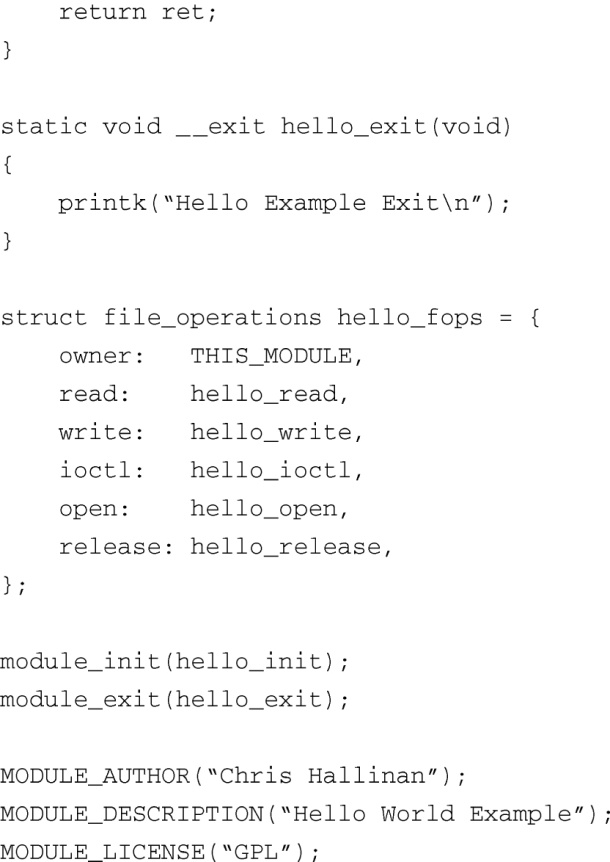 return ret;
}
static void __exit hello_exit(void)
{
printk(“Hello Example Exit\n”);
}
struct file_operations hello_fops = {
owner: THIS_MODULE,
read: hello_read,
write: hello_write,
ioctl: hello_ioctl,
open: hello_open,
release: hello_release,
};
module_init(hello_init);
module_exit(hello_exit);
MODULE_AUTHOR(“Chris Hallinan”);
MODULE_DESCRIPTION(“Hello World Example”);
MODULE_LICENSE(“GPL”);